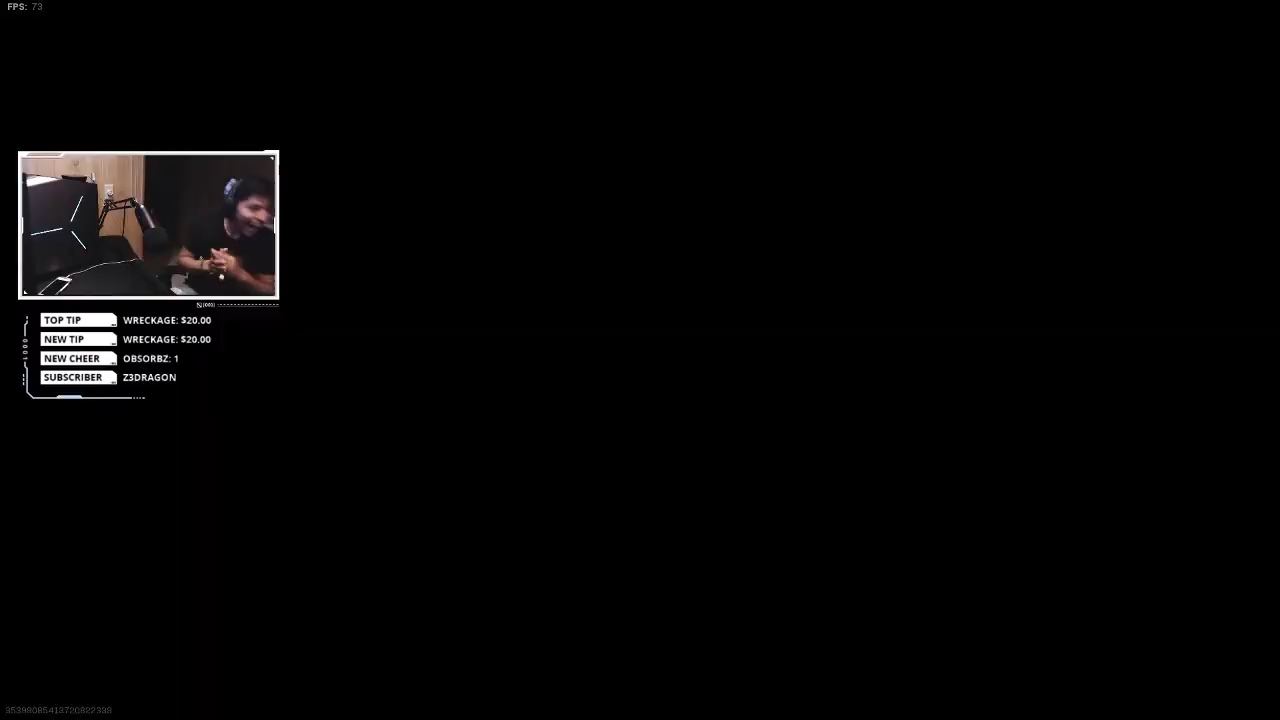 FPS: 73
TOP TIP WRECKAGE: $20.00
NEW TIP WRECKAGE: $20.00
NEW CHEER OBSORBZ: 1
SUBSCRIBER Z3DRAGON